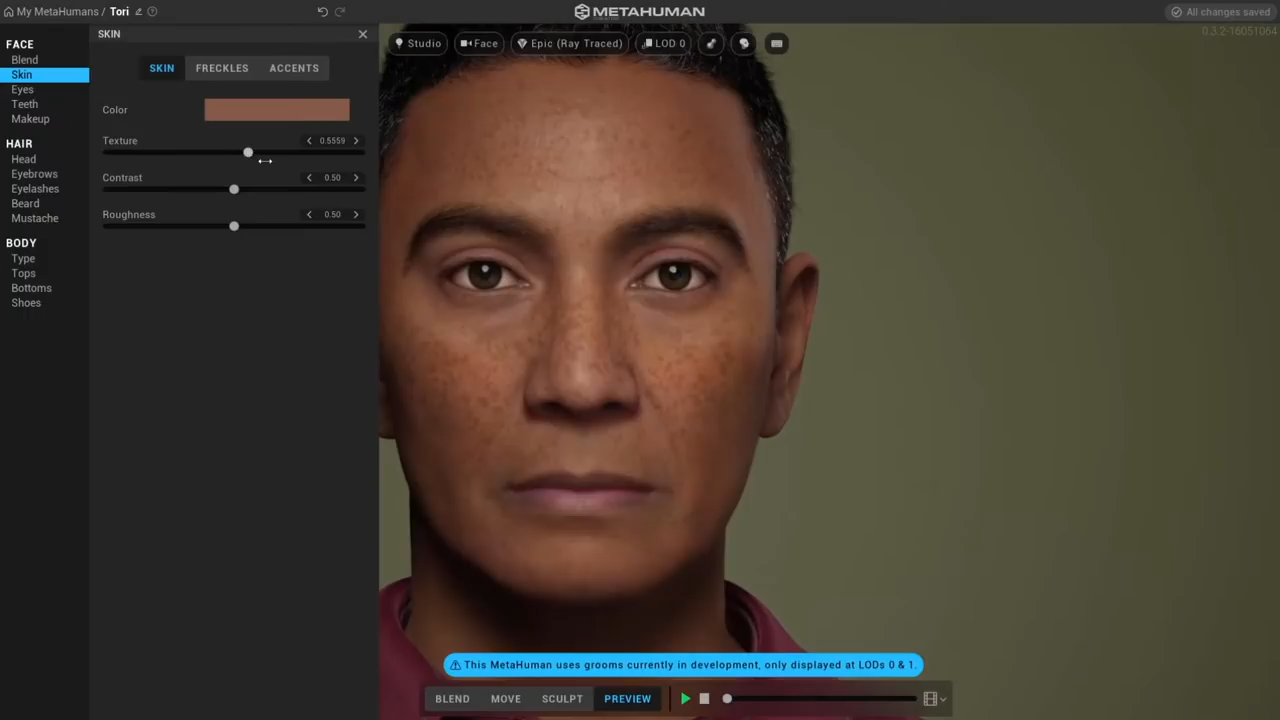 My MetaHumans / Tori
METAHUMAN
All changes saved
0.3.2-16051064
FACE
Blend
Skin
Eyes
Teeth
Makeup
HAIR
Head
Eyebrows
Eyelashes
Beard
Mustache
BODY
Type
Tops
Bottoms
Shoes
SKIN
SKIN FRECKLES ACCENTS
Color
Texture 0.5559
Contrast 0.50
Roughness 0.50
Studio Face Epic (Ray Traced) LOD 0
This MetaHuman uses grooms currently in development, only displayed at LODs 0 & 1.
BLEND MOVE SCULPT PREVIEW